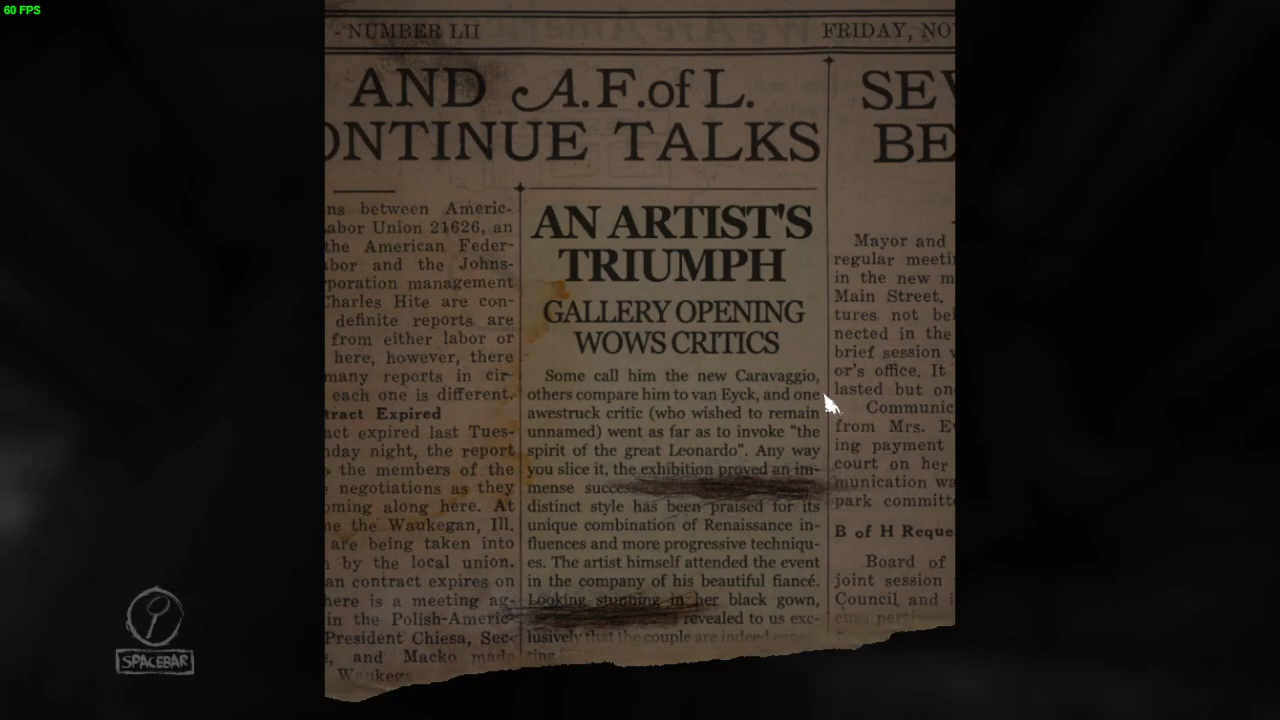 60 FPS
- NUMBER LII
FRIDAY, NO
AND A.F.of L.
ONTINUE TALKS
SEV
BE
ns between Americ-
abor Union 21626, an
the American Feder-
bor and the Johns-
poration management
Charles Hite are con-
definite reports are
from either labor or
here, however, there
many reports in cir-
each one is different.
tract Expired
act expired last Tues-
day night, the report
the members of the
negotiations as they
oming along here. At
ne the Waukegan, Ill.
are being taken into
by the local union.
an contract expires on
here is a meeting ag-
in the Polish-Americ-
President Chiesa, Sec-
, and Macko made
Waukega
AN ARTIST'S
TRIUMPH
GALLERY OPENING
WOWS CRITICS
Some call him the new Caravaggio,
others compare him to van Eyck, and one
awestruck critic (who wished to remain
unnamed) went as far as to invoke "the
spirit of the great Leonardo". Any way
you slice it, the exhibition proved an im-
mense success
distinct style has been praised for its
unique combination of Renaissance in-
fluences and more progressive techniqu-
es. The artist himself attended the event
in the company of his beautiful fiancé.
Looking stunning in her black gown,
revealed to us exc-
lusively that the couple are indeed expec-
ting
Mayor and
regular meetin
in the new m
Main Street.
tures not bei
nected in the
brief session
or's office. It
lasted but on
Communic
from Mrs. Ev
ing payment
court on her
munication wa
park committe
B of H Reque
Board of
joint session
Council and i
SPACEBAR